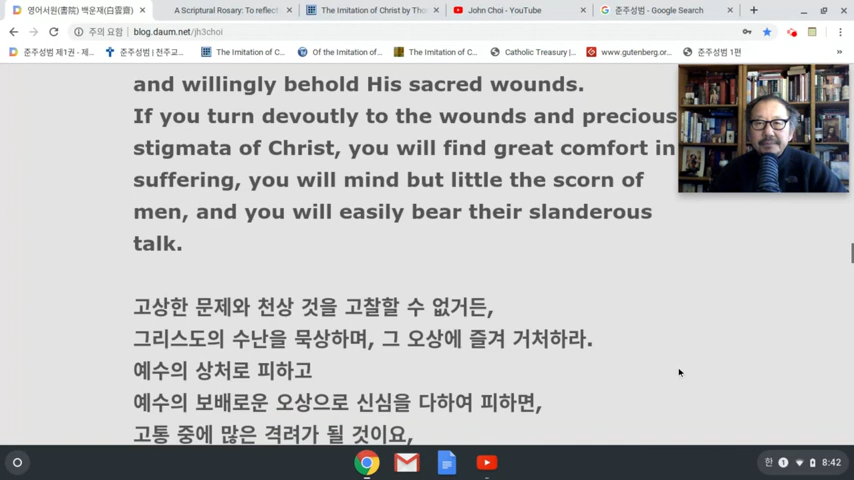 영어서원(書院) 백운재(白雲齋)
A Scriptural Rosary: To reflect
The Imitation of Christ by Tho
John Choi - YouTube
준주성범 - Google Search
주의 요함
blog.daum.net/jh3choi
준주성범 제1권 - 제
준주성범 | 천주교
The Imitation of C
Of the Imitation of
The Imitation of C
Catholic Treasury |
www.gutenberg.org
준주성범 1편
and willingly behold His sacred wounds.
If you turn devoutly to the wounds and precious
stigmata of Christ, you will find great comfort in
suffering, you will mind but little the scorn of
men, and you will easily bear their slanderous
talk.
고상한 문제와 천상 것을 고찰할 수 없거든,
그리스도의 수난을 묵상하며, 그 오상에 즐겨 거처하라.
예수의 상처로 피하고
예수의 보배로운 오상으로 신심을 다하여 피하면,
고통 중에 많은 격려가 될 것이요,
한 1 8:42